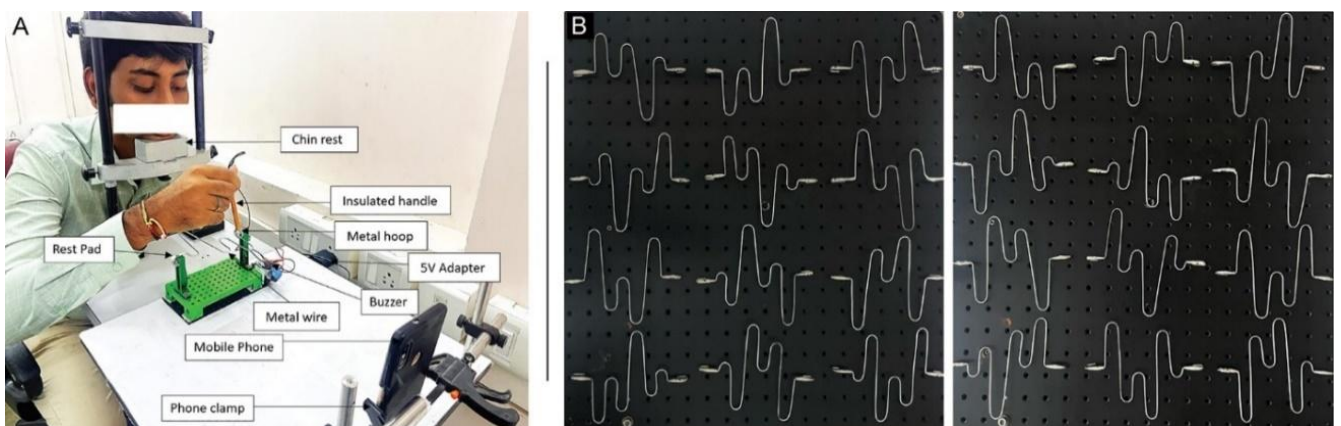 A
Chin rest
Insulated handle
Metal hoop
Rest Pad
5V Adapter
Buzzer
Metal wire
Mobile Phone
Phone clamp
B